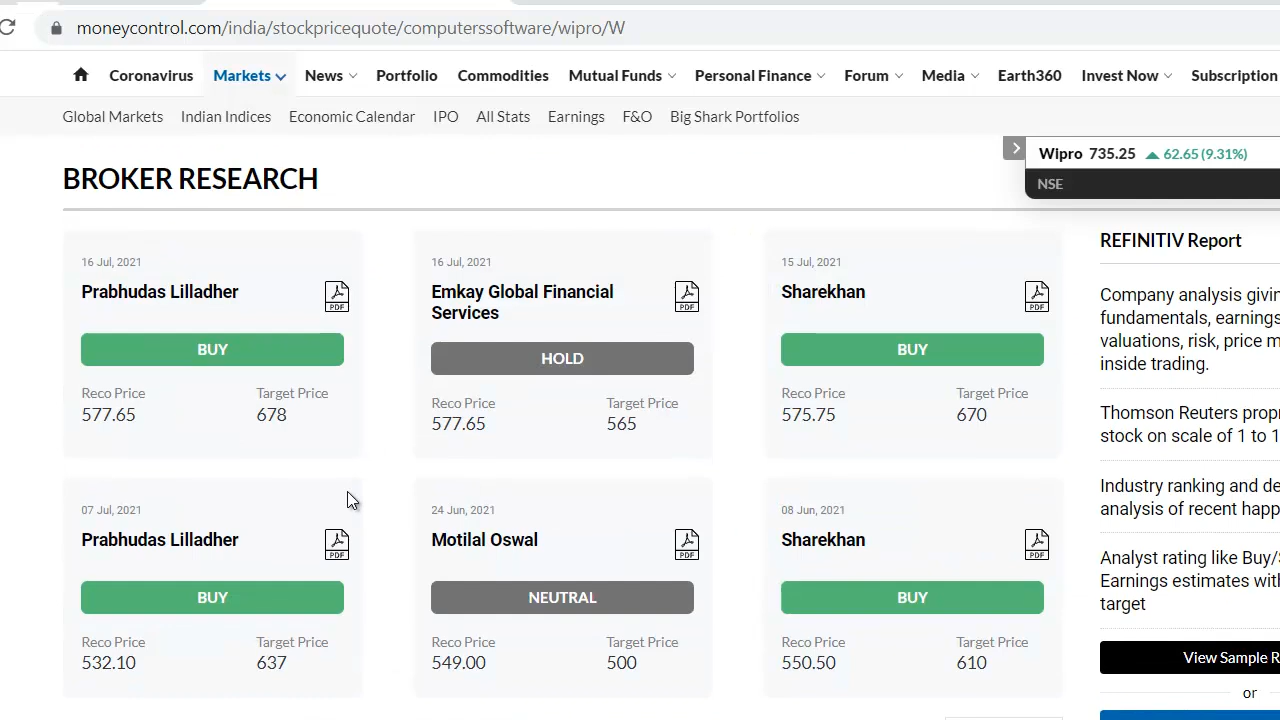 moneycontrol.com/india/stockpricequote/computerssoftware/wipro/W
Coronavirus Markets News Portfolio Commodities Mutual Funds Personal Finance Forum Media Earth360 Invest Now Subscription
Global Markets Indian Indices Economic Calendar IPO All Stats Earnings F&O Big Shark Portfolios
Wipro 735.25 62.65 (9.31%)
NSE
BROKER RESEARCH
16 Jul, 2021
Prabhudas Lilladher
PDF
BUY
Reco Price Target Price
577.65 678
16 Jul, 2021
Emkay Global Financial
Services
PDF
HOLD
Reco Price Target Price
577.65 565
15 Jul, 2021
Sharekhan
PDF
BUY
Reco Price Target Price
575.75 670
07 Jul, 2021
Prabhudas Lilladher
PDF
BUY
Reco Price Target Price
532.10 637
24 Jun, 2021
Motilal Oswal
PDF
NEUTRAL
Reco Price Target Price
549.00 500
08 Jun, 2021
Sharekhan
PDF
BUY
Reco Price Target Price
550.50 610
REFINITIV Report
Company analysis givin
fundamentals, earnings
valuations, risk, price m
inside trading.
Thomson Reuters propr
stock on scale of 1 to 1
Industry ranking and de
analysis of recent happ
Analyst rating like Buy/S
Earnings estimates with
target
View Sample R
or